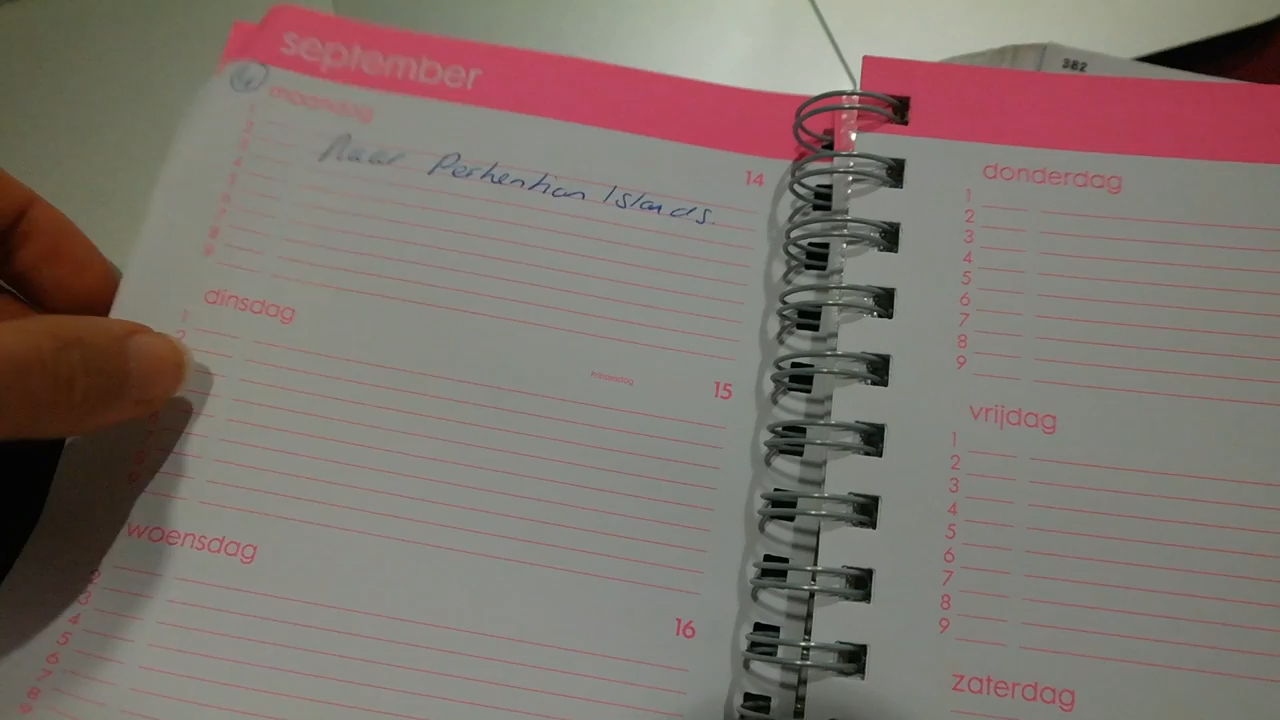 september
maandag
14
Naar Perhentian Islands.
dinsdag
Prinsjesdag
15
woensdag
16
382
donderdag
1
2
3
4
5
6
7
8
9
vrijdag
1
2
3
4
5
6
7
8
9
zaterdag